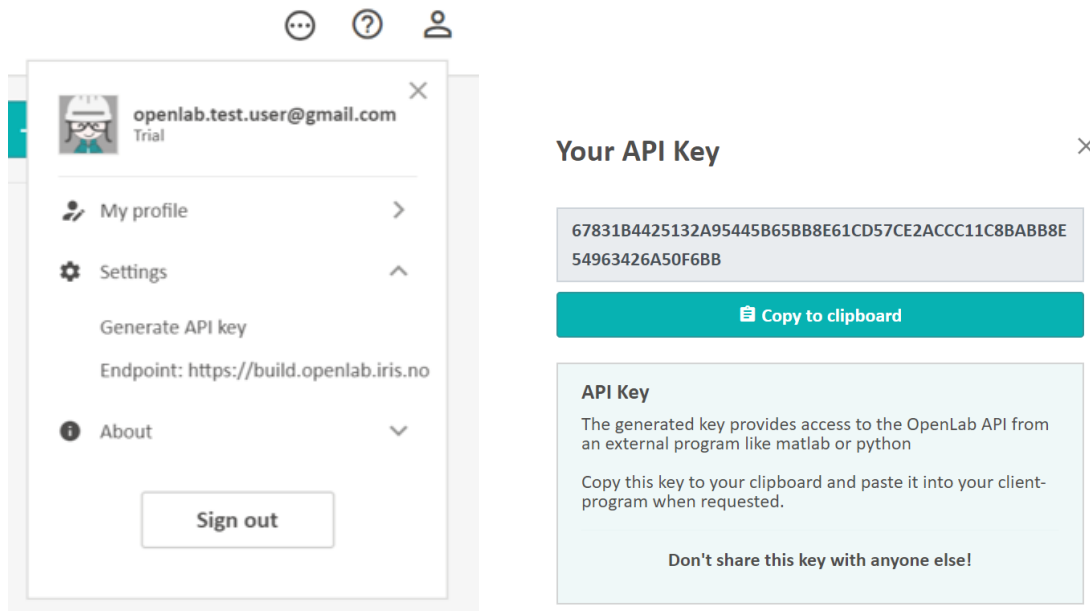 openlab.test.user@gmail.com
Trial
My profile
Settings
Generate API key
Endpoint: https://build.openlab.iris.no
About
Sign out
Your API Key
67831B4425132A95445B65BB8E61CD57CE2ACCC11C8BABB8E
54963426A50F6BB
Copy to clipboard
API Key
The generated key provides access to the OpenLab API from
an external program like matlab or python
Copy this key to your clipboard and paste it into your client-
program when requested.
Don't share this key with anyone else!